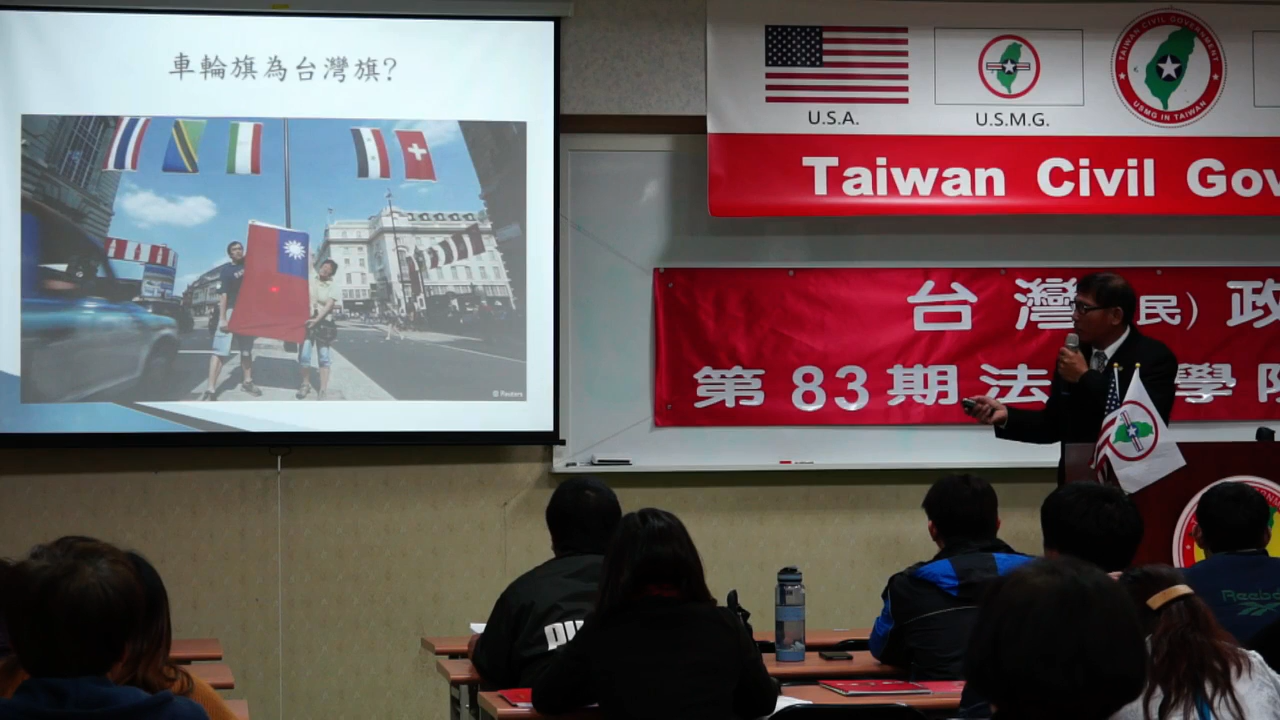 車輪旗為台灣旗?
© Reuters
U.S.A.
U.S.M.G.
TAIWAN CIVIL GOVERNMENT
USMG IN TAIWAN
Taiwan Civil Gov
台灣 民) 政
第83期法 學院
Reebok